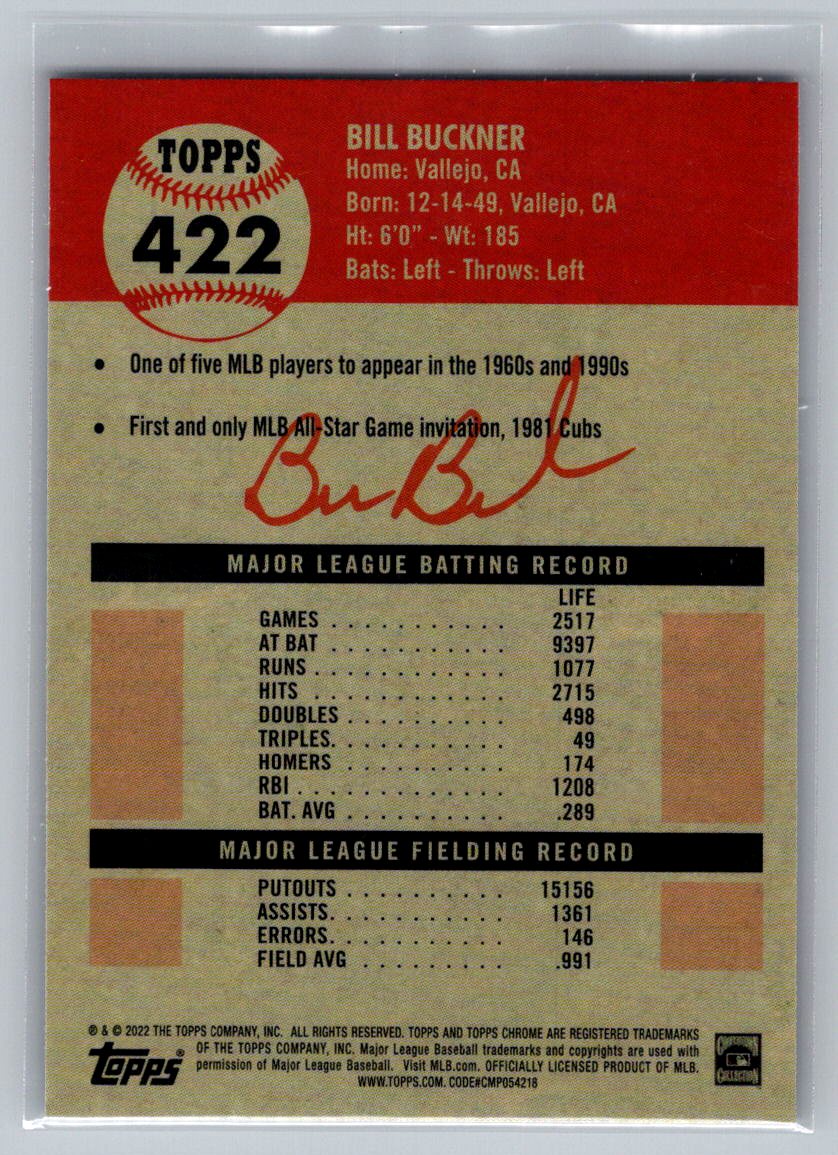 TOPPS
422
BILL BUCKNER
Home: Vallejo, CA
Born: 12-14-49, Vallejo, CA
Ht: 6'0" - Wt: 185
Bats: Left - Throws: Left
• One of five MLB players to appear in the 1960s and 1990s
• First and only MLB All-Star Game invitation, 1981 Cubs
MAJOR LEAGUE BATTING RECORD
LIFE
GAMES . . . . . . . . . . . 2517
AT BAT . . . . . . . . . . . 9397
RUNS . . . . . . . . . . . . 1077
HITS . . . . . . . . . . . . 2715
DOUBLES . . . . . . . . . . 498
TRIPLES. . . . . . . . . . . 49
HOMERS . . . . . . . . . . 174
RBI . . . . . . . . . . . . . 1208
BAT. AVG . . . . . . . . . . .289
MAJOR LEAGUE FIELDING RECORD
PUTOUTS . . . . . . . . . . 15156
ASSISTS. . . . . . . . . . . 1361
ERRORS. . . . . . . . . . . 146
FIELD AVG . . . . . . . . . .991
® & © 2022 THE TOPPS COMPANY, INC. ALL RIGHTS RESERVED. TOPPS AND TOPPS CHROME ARE REGISTERED TRADEMARKS
OF THE TOPPS COMPANY, INC. Major League Baseball trademarks and copyrights are used with
permission of Major League Baseball. Visit MLB.com. OFFICIALLY LICENSED PRODUCT OF MLB.
WWW.TOPPS.COM. CODE#CMP054218
topps®
COOPERSTOWN
COLLECTION